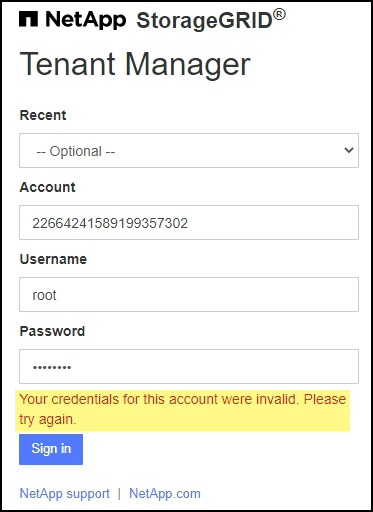 NetApp StorageGRID®
Tenant Manager
Recent
-- Optional --
Account
22664241589199357302
Username
root
Password
••••••••
Your credentials for this account were invalid. Please
try again.
Sign in
NetApp support | NetApp.com